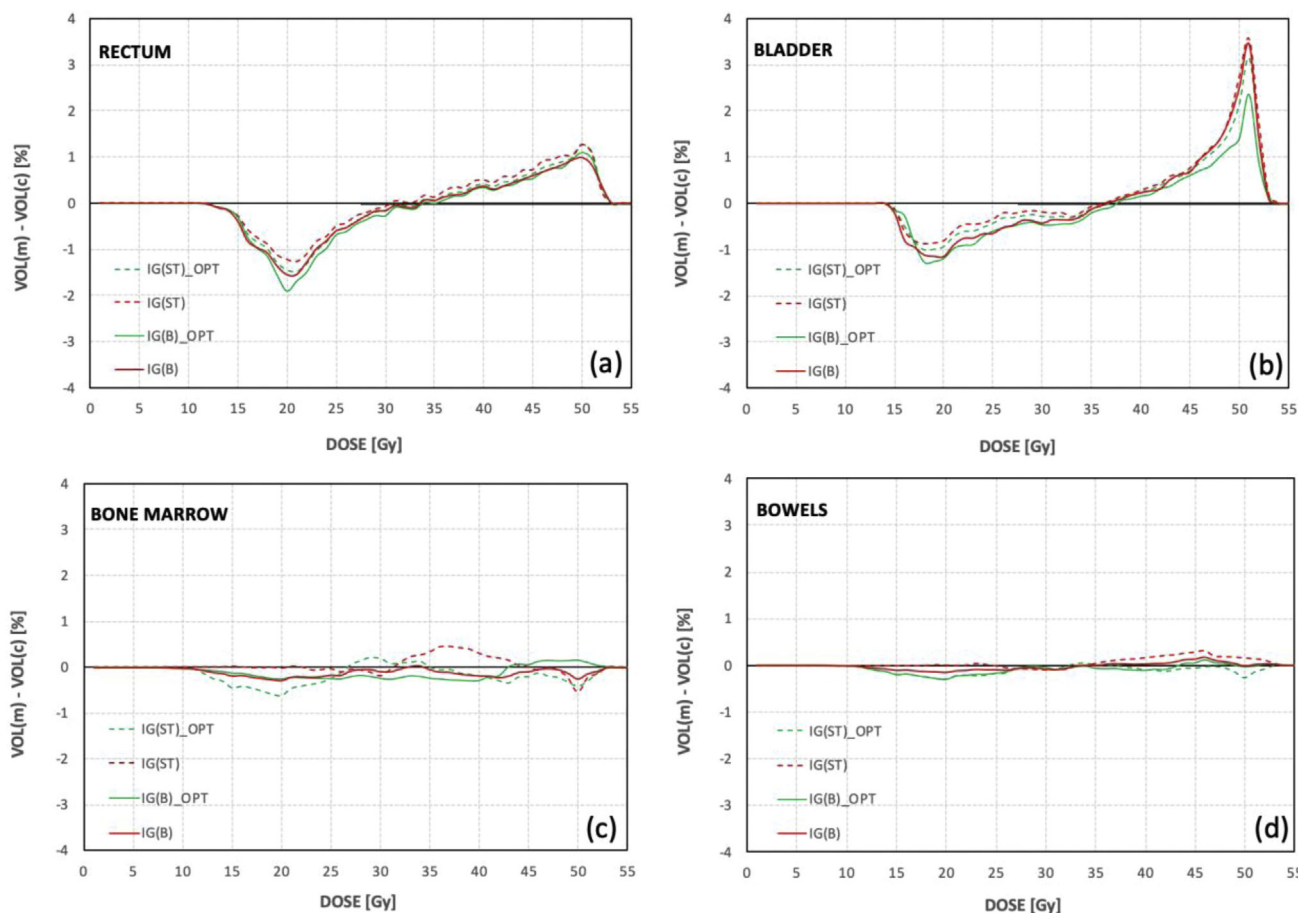 RECTUM
VOL(m) - VOL(c) [%]
4
3
2
1
0
-1
-2
-3
-4
IG(ST)_OPT
IG(ST)
IG(B)_OPT
IG(B)
(a)
0 5 10 15 20 25 30 35 40 45 50 55
DOSE [Gy]
BLADDER
VOL(m) - VOL(c) [%]
4
3
2
1
0
-1
-2
-3
-4
IG(ST)_OPT
IG(ST)
IG(B)_OPT
IG(B)
(b)
0 5 10 15 20 25 30 35 40 45 50 55
DOSE [Gy]
BONE MARROW
VOL(m) - VOL(c) [%]
4
3
2
1
0
-1
-2
-3
-4
IG(ST)_OPT
IG(ST)
IG(B)_OPT
IG(B)
(c)
0 5 10 15 20 25 30 35 40 45 50 55
DOSE [Gy]
BOWELS
VOL(m) - VOL(c) [%]
4
3
2
1
0
-1
-2
-3
-4
IG(ST)_OPT
IG(ST)
IG(B)_OPT
IG(B)
(d)
0 5 10 15 20 25 30 35 40 45 50 55
DOSE [Gy]